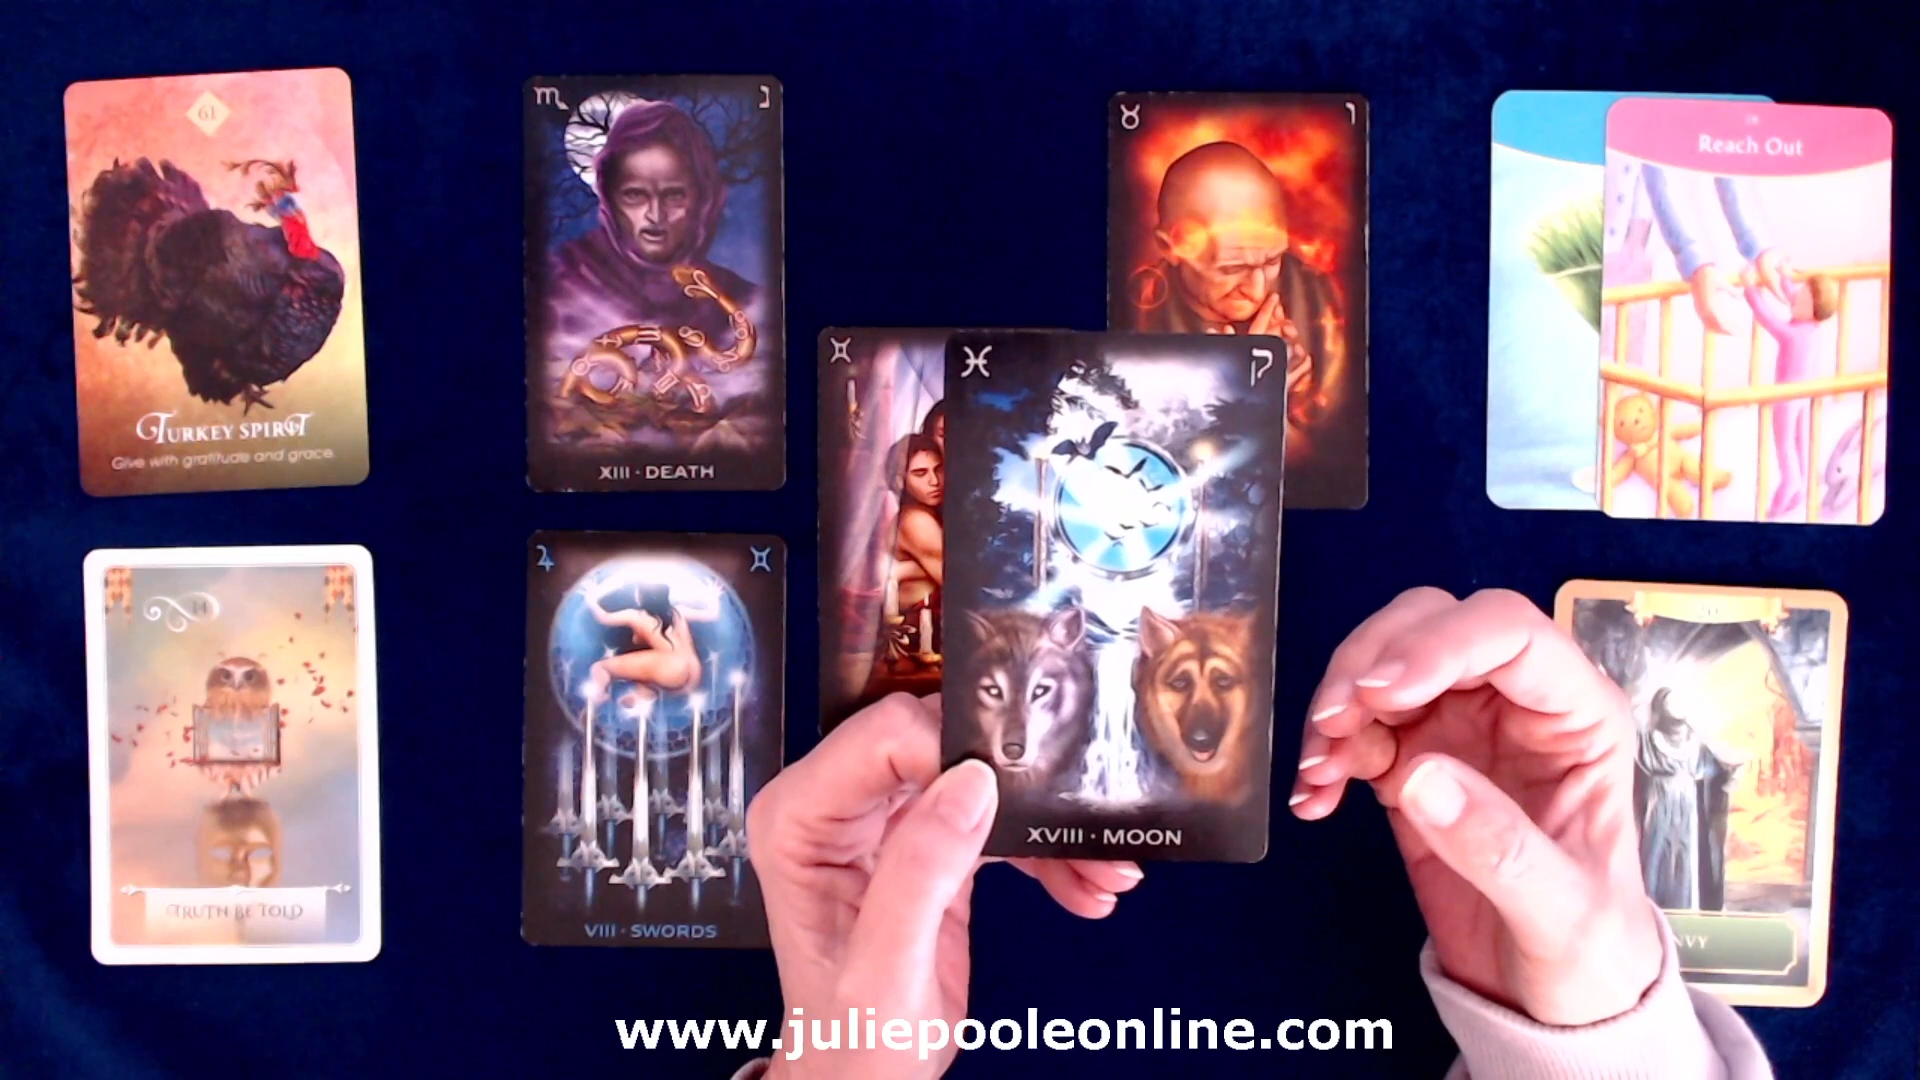 61
TURKEY SPIRIT
Give with gratitude and grace.
XIII · DEATH
Reach Out
14
TRUTH BE TOLD
VIII · SWORDS
XVIII · MOON
www.juliepooleonline.com